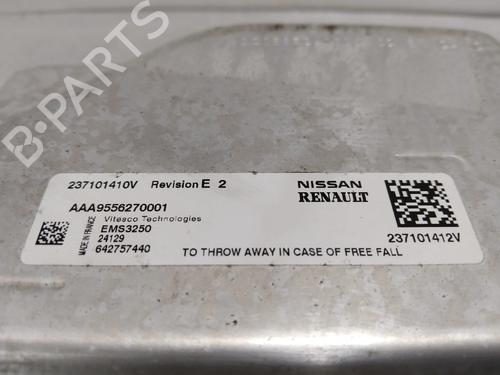 B-PARTS
237101410V Revision E 2
NISSAN
RENAULT
AAA9556270001
Vitesco Technologies
MADE IN FRANCE
EMS3250
24129
642757440
TO THROW AWAY IN CASE OF FREE FALL
237101412V